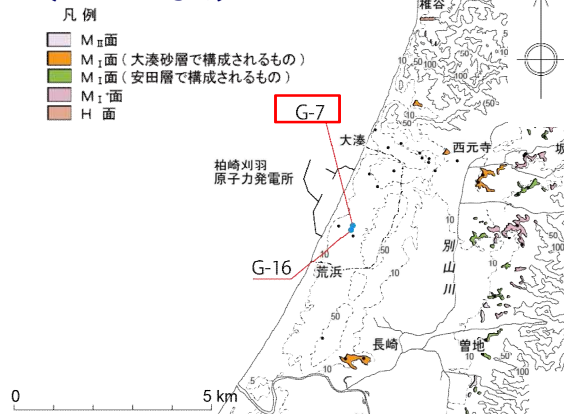 凡 例
MⅡ面
MⅠ面 ( 大湊砂層で構成されるもの )
MⅠ面 ( 安田層で構成されるもの )
MⅠ'面
H 面
椎谷
G-7
大湊
西元寺
柏崎刈羽
原子力発電所
G-16
荒浜
別山川
長崎
曽地
0 5 km